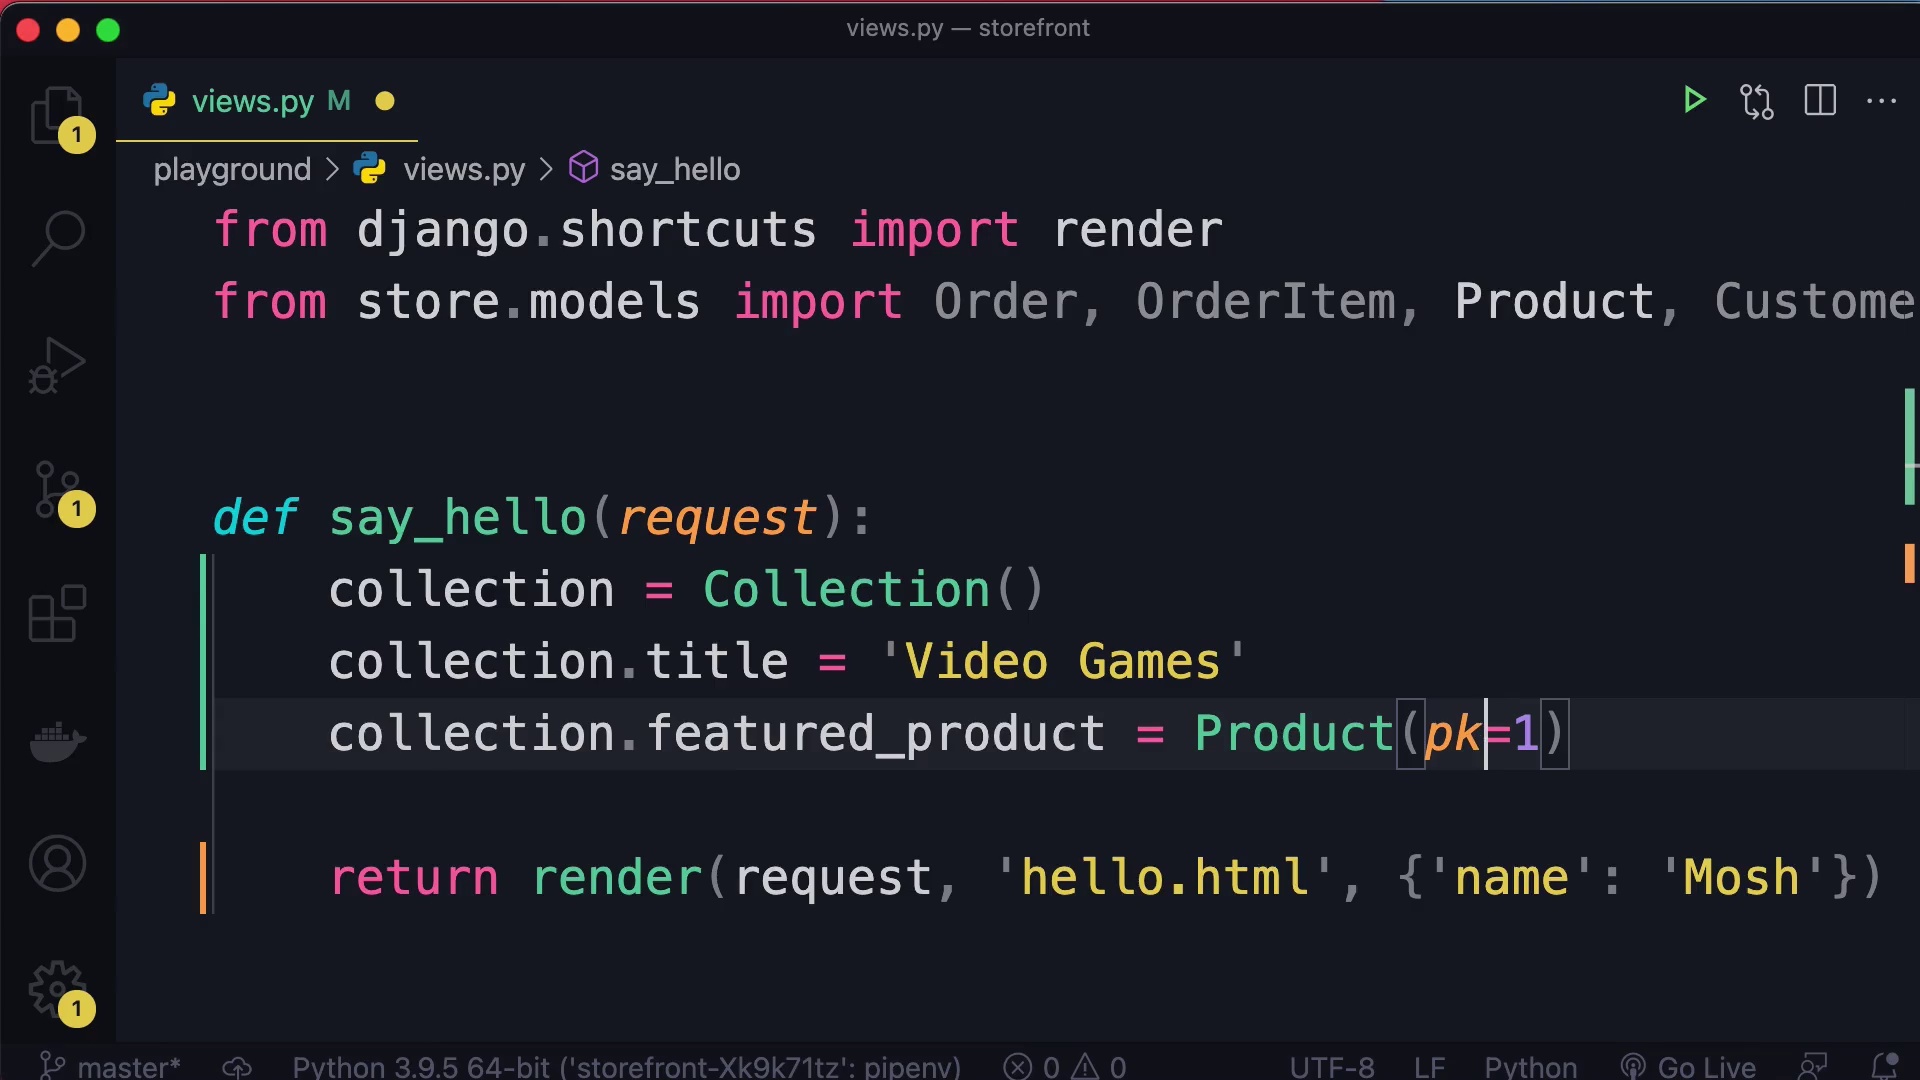 views.py — storefront
views.py M
playground > views.py > say_hello
from django.shortcuts import render
from store.models import Order, OrderItem, Product, Custome
def say_hello(request):
collection = Collection()
collection.title = 'Video Games'
collection.featured_product = Product(pk=1)
return render(request, 'hello.html', {'name': 'Mosh'})
1
1
1
master* Python 3.9.5 64-bit ('storefront-Xk9k71tz': pipenv) 0 0 UTF-8 LF Python Go Live